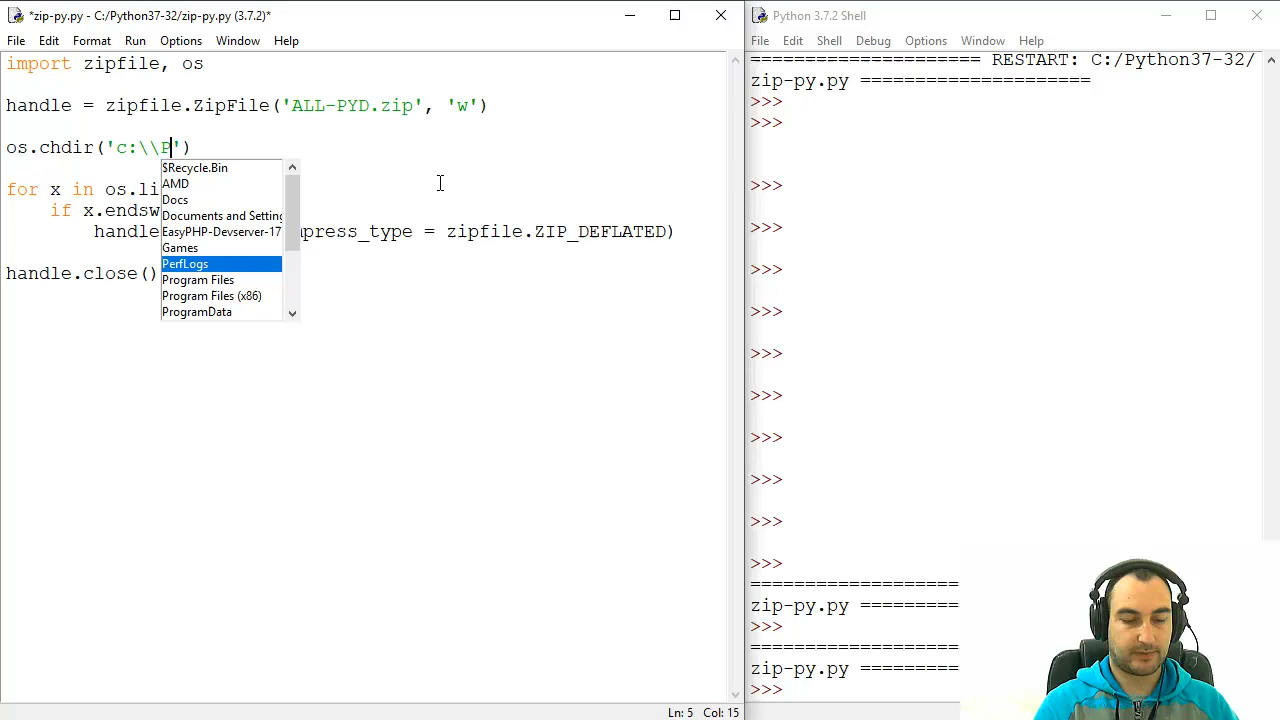 *zip-py.py - C:/Python37-32/zip-py.py (3.7.2)*
File Edit Format Run Options Window Help
import zipfile, os
handle = zipfile.ZipFile('ALL-PYD.zip', 'w')
os.chdir('c:\\P')
for x in os.li
if x.endsw
handle press_type = zipfile.ZIP_DEFLATED)
handle.close()
$Recycle.Bin
AMD
Docs
Documents and Setting
EasyPHP-Devserver-17
Games
PerfLogs
Program Files
Program Files (x86)
ProgramData
Ln: 5 Col: 15
Python 3.7.2 Shell
File Edit Shell Debug Options Window Help
===================== RESTART: C:/Python37-32/
zip-py.py =====================
>>>
>>>
>>>
>>>
>>>
>>>
>>>
>>>
>>>
>>>
>>>
>>>
===================
zip-py.py =========
>>>
===================
zip-py.py =========
>>>